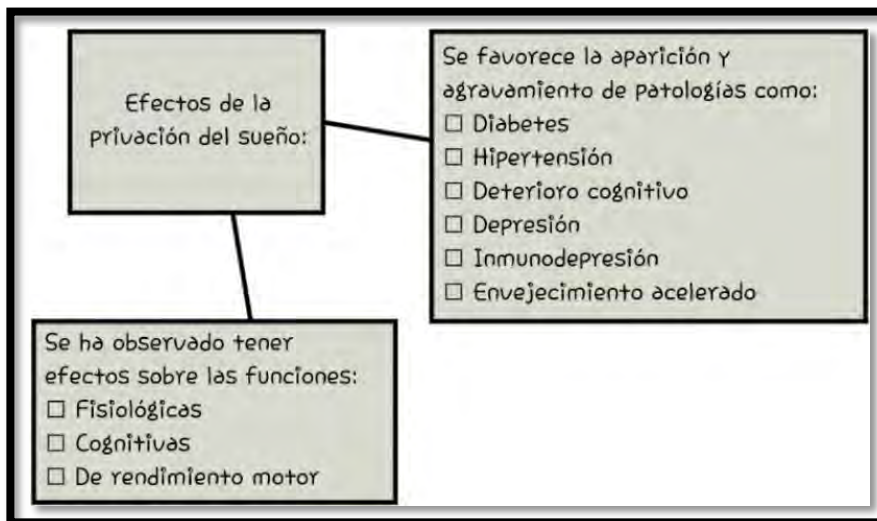 Efectos de la
privación del sueño:
Se favorece la aparición y
agravamiento de patologías como:
☐ Diabetes
☐ Hipertensión
☐ Deterioro cognitivo
☐ Depresión
☐ Inmunodepresión
☐ Envejecimiento acelerado
Se ha observado tener
efectos sobre las funciones:
☐ Fisiológicas
☐ Cognitivas
☐ De rendimiento motor